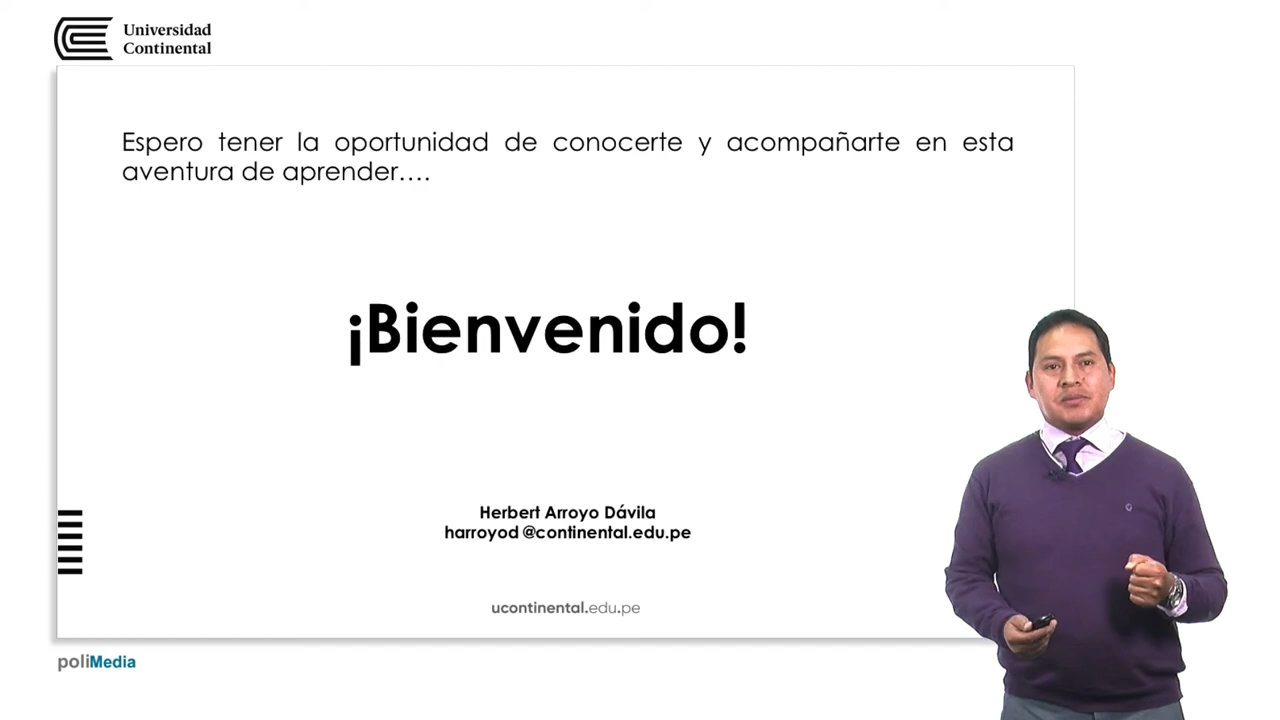 Universidad
Continental
Espero tener la oportunidad de conocerte y acompañarte en esta
aventura de aprender….
¡Bienvenido!
Herbert Arroyo Dávila
harroyod @continental.edu.pe
ucontinental.edu.pe
poliMedia